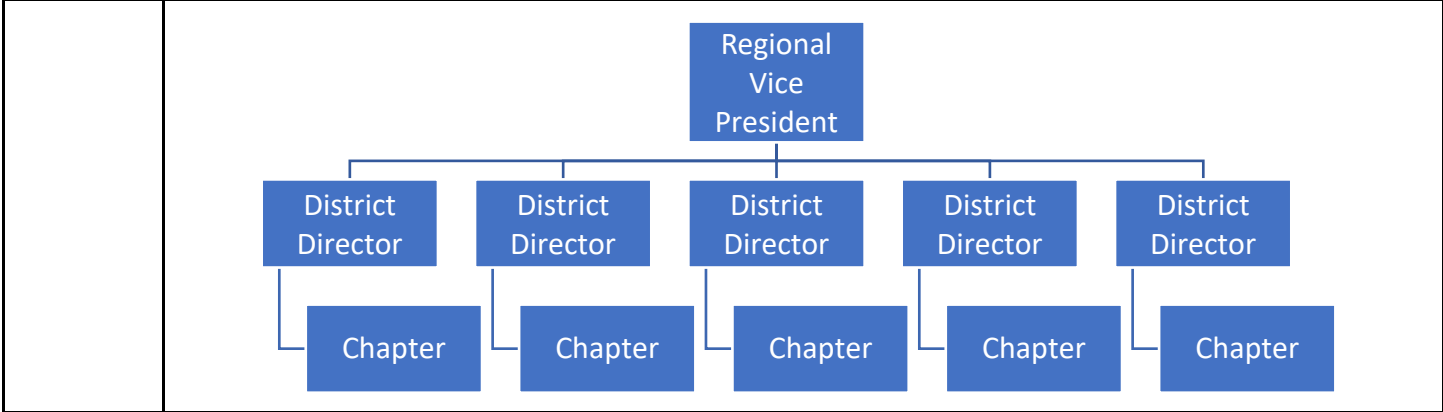 Regional
Vice
President
District
Director
District
Director
District
Director
District
Director
District
Director
Chapter
Chapter
Chapter
Chapter
Chapter